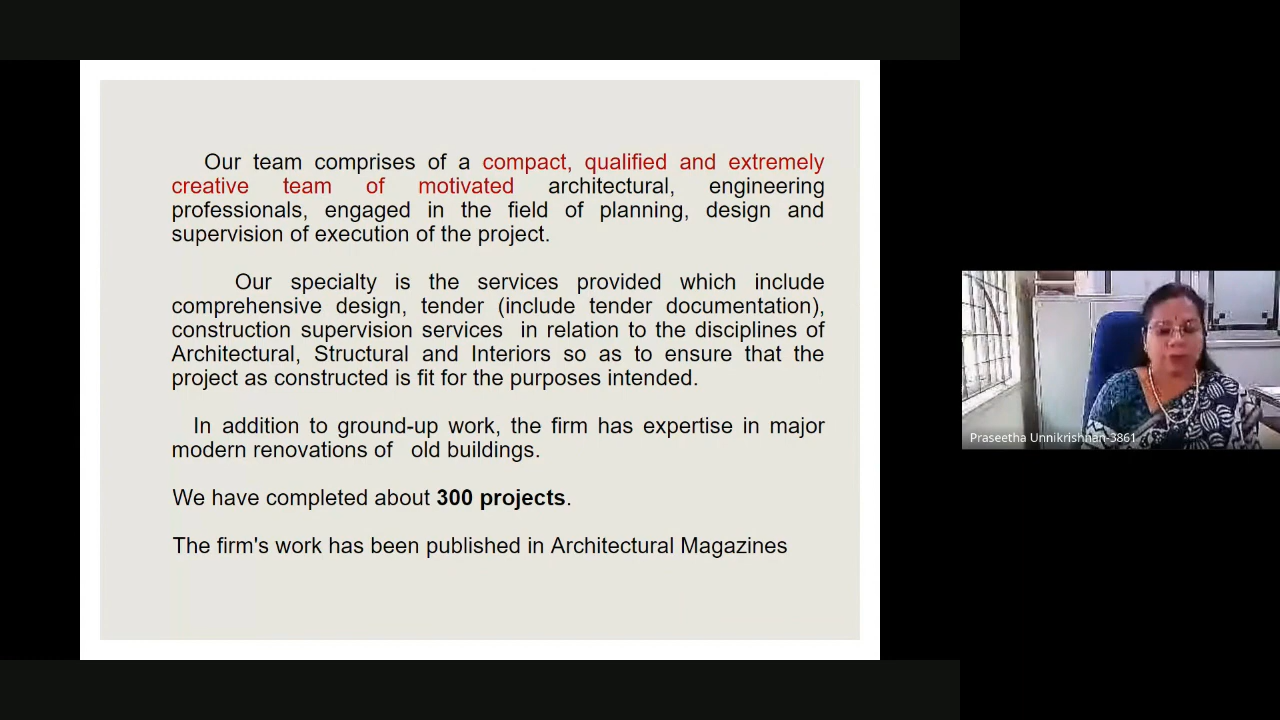 Our team comprises of a compact, qualified and extremely
creative team of motivated architectural, engineering
professionals, engaged in the field of planning, design and
supervision of execution of the project.
Our specialty is the services provided which include
comprehensive design, tender (include tender documentation),
construction supervision services in relation to the disciplines of
Architectural, Structural and Interiors so as to ensure that the
project as constructed is fit for the purposes intended.
In addition to ground-up work, the firm has expertise in major
modern renovations of old buildings.
We have completed about 300 projects.
The firm's work has been published in Architectural Magazines
Praseetha Unnikrishnan-3861